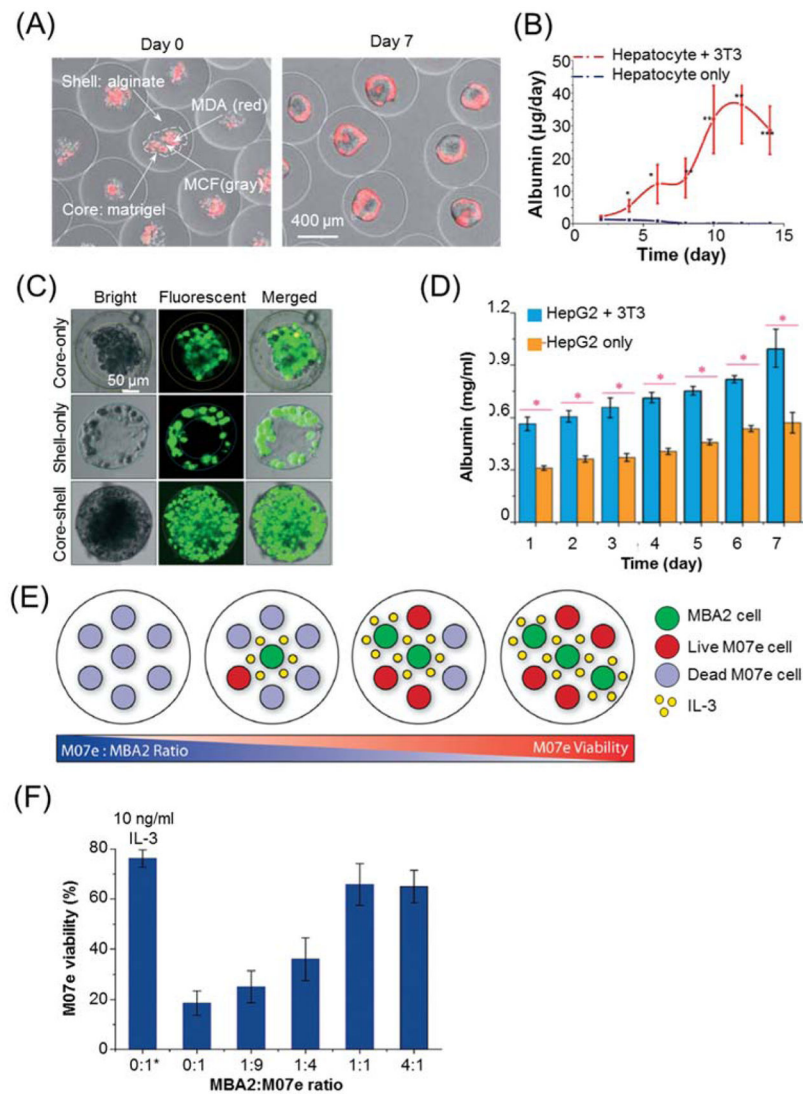 (A)
Day 0
Day 7
Shell: alginate
MDA (red)
MCF(gray)
Core: matrigel
400 µm
(B)
Hepatocyte + 3T3
Hepatocyte only
Albumin (µg/day)
50
40
30
20
10
0
* * ** ** ** ***
0 5 10 15
Time (day)
(C)
Bright Fluorescent Merged
Core-only
50 µm
Shell-only
Core-shell
(D)
HepG2 + 3T3
HepG2 only
Albumin (mg/ml)
1.2
0.9
0.6
0.3
0
* * * * * * *
1 2 3 4 5 6 7
Time (day)
(E)
MBA2 cell
Live M07e cell
Dead M07e cell
IL-3
M07e : MBA2 Ratio
M07e Viability
(F)
10 ng/ml
IL-3
M07e viability (%)
80
60
40
20
0
0:1* 0:1 1:9 1:4 1:1 4:1
MBA2:M07e ratio